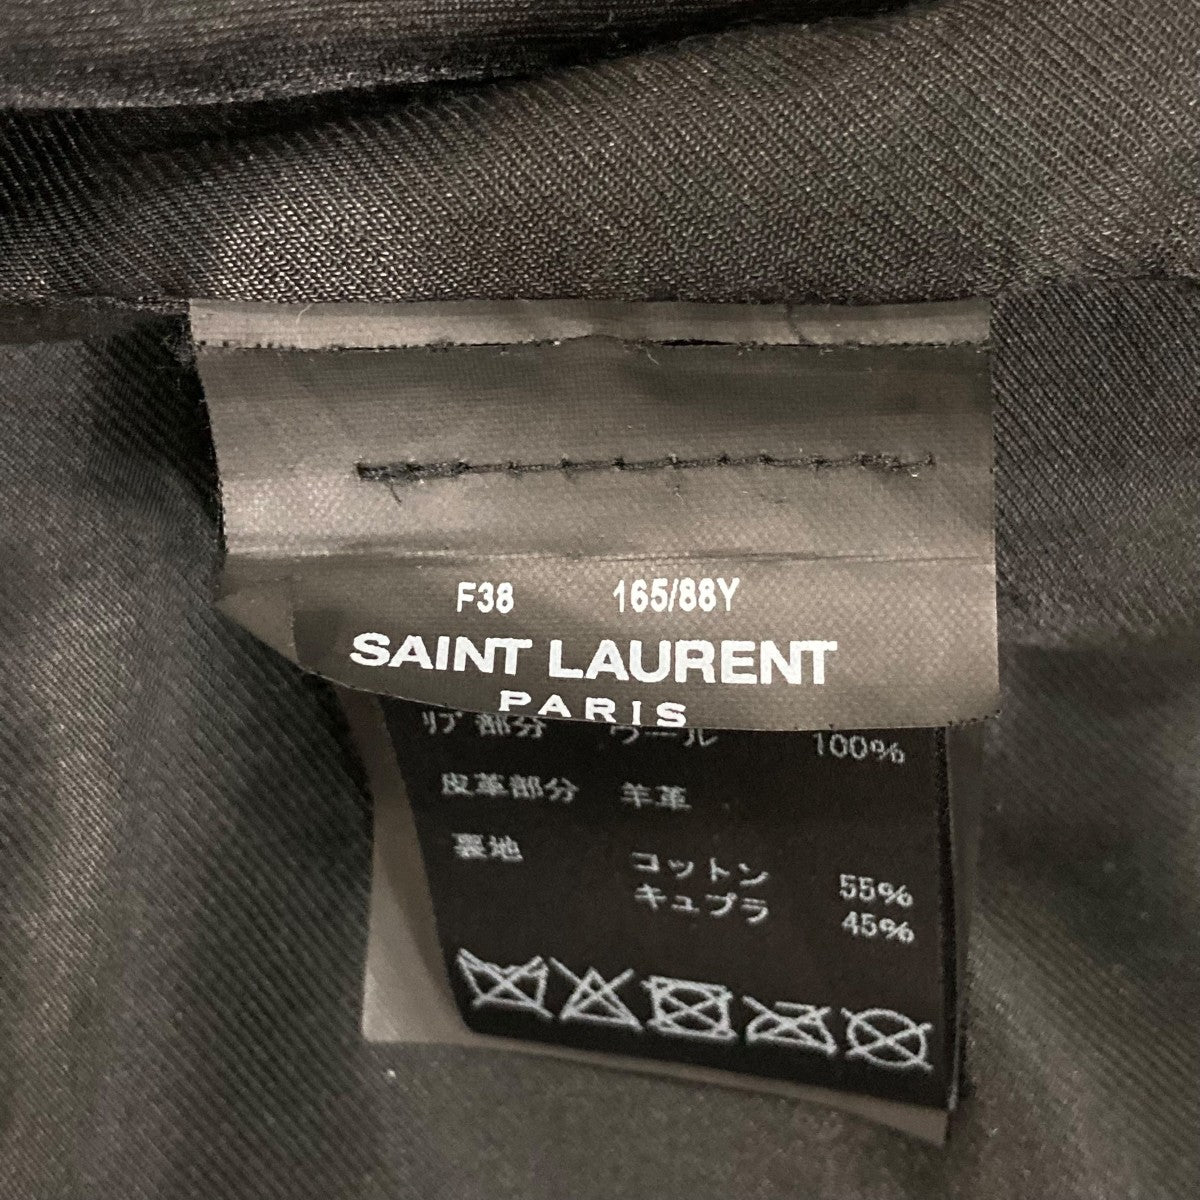 F38 165/88Y
SAINT LAURENT
PARIS
リブ部分 ウール 100%
皮革部分 羊革
裏地 コットン 55%
キュプラ 45%